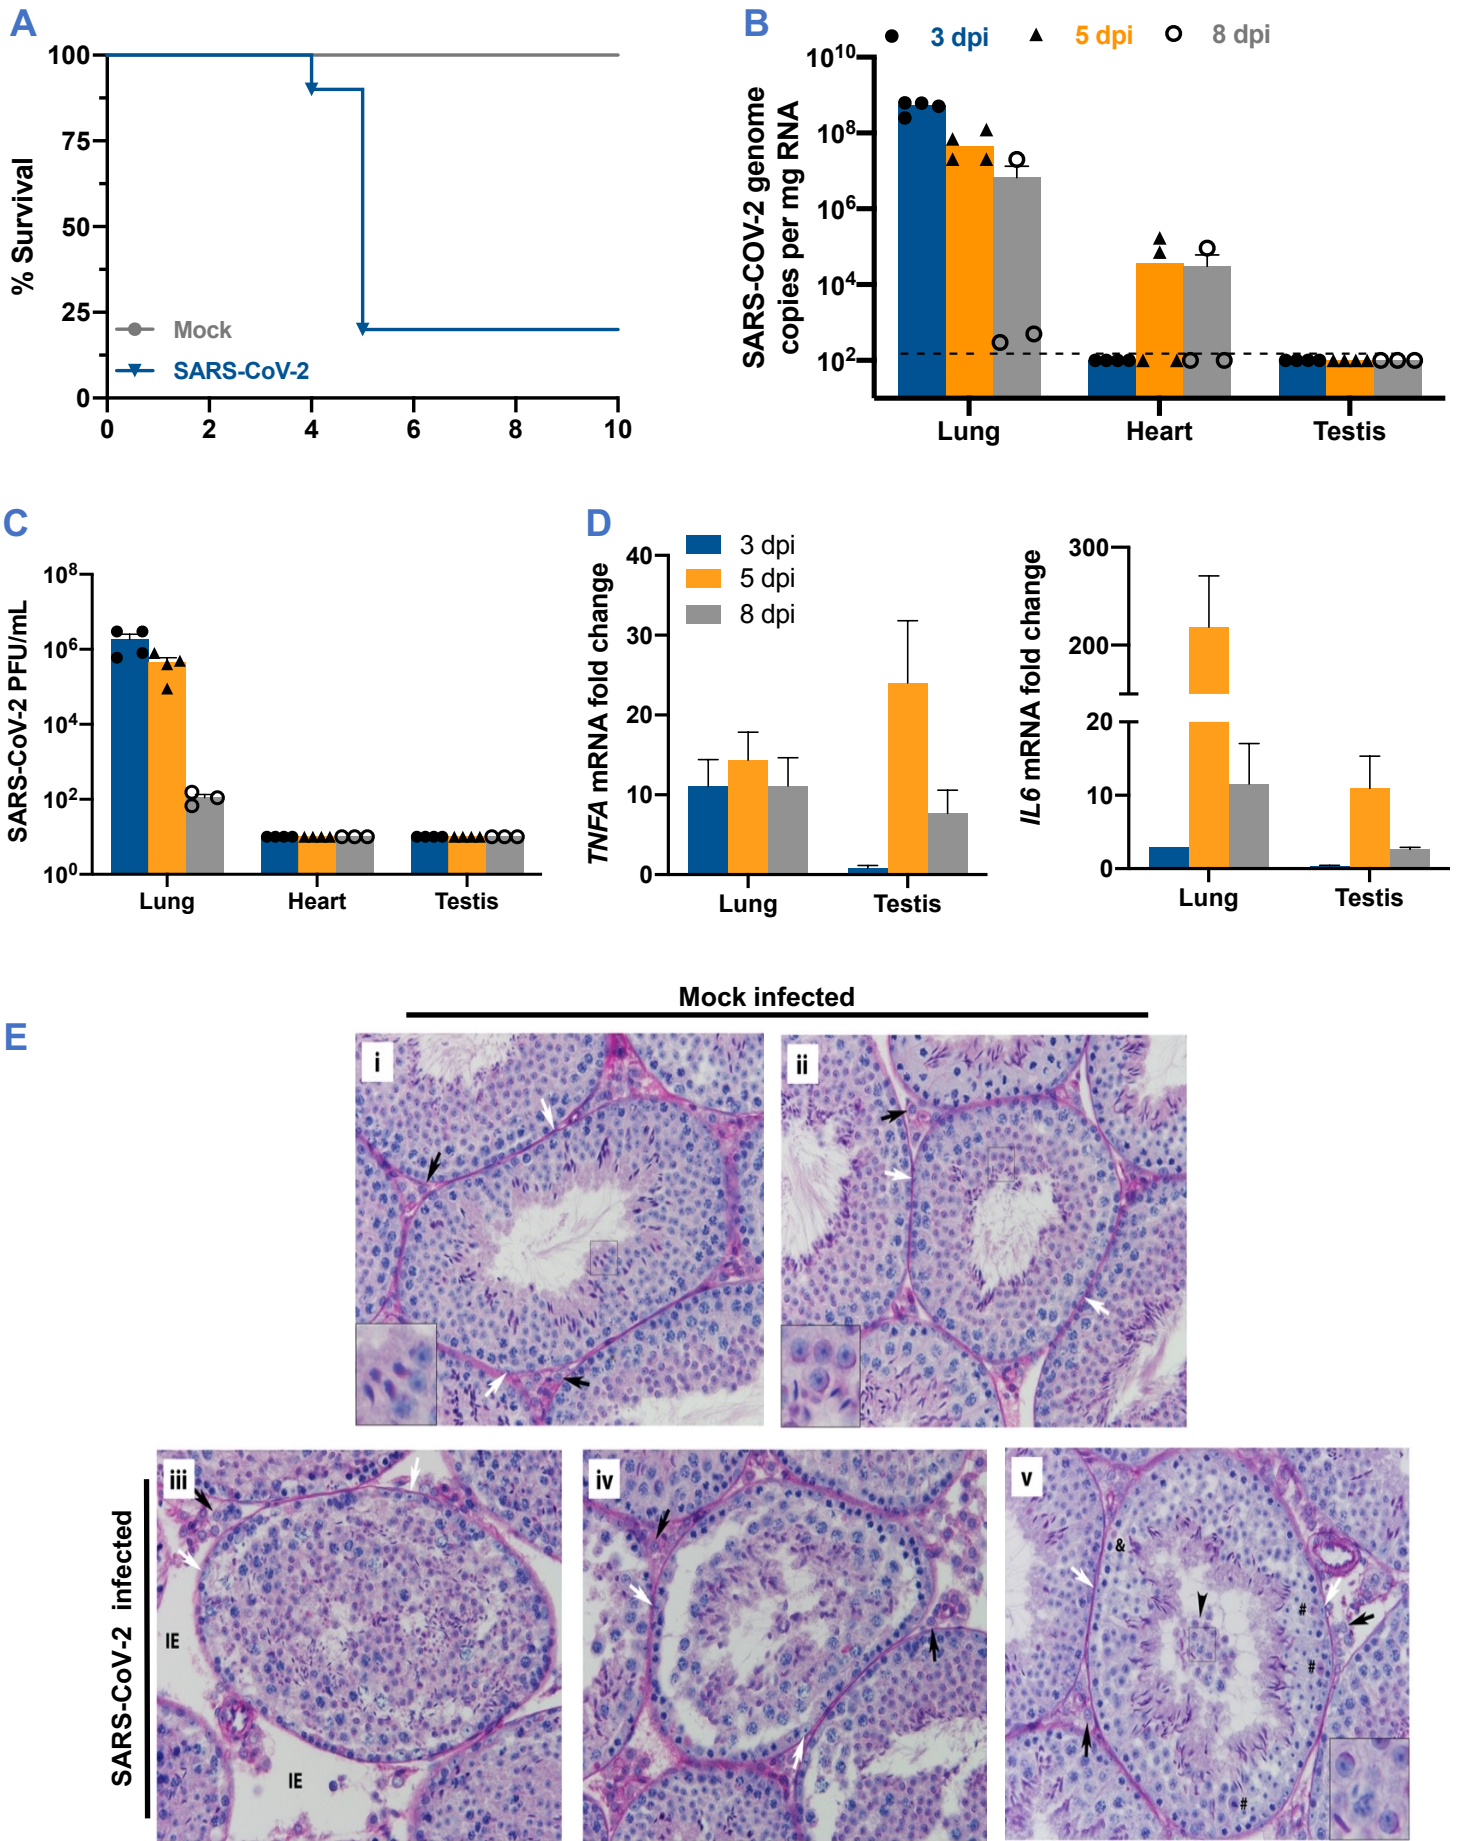 A
% Survival
100
75
50
25
0
0 2 4 6 8 10
Mock
SARS-CoV-2
B
3 dpi 5 dpi 8 dpi
SARS-COV-2 genome
copies per mg RNA
10^10
10^8
10^6
10^4
10^2
Lung Heart Testis
C
SARS-CoV-2 PFU/mL
10^8
10^6
10^4
10^2
10^0
Lung Heart Testis
D
3 dpi
5 dpi
8 dpi
TNFA mRNA fold change
40
30
20
10
0
Lung Testis
IL6 mRNA fold change
300
200
20
10
0
Lung Testis
E
Mock infected
i
ii
SARS-CoV-2 infected
iii
IE
IE
iv
v
&
#
#
#